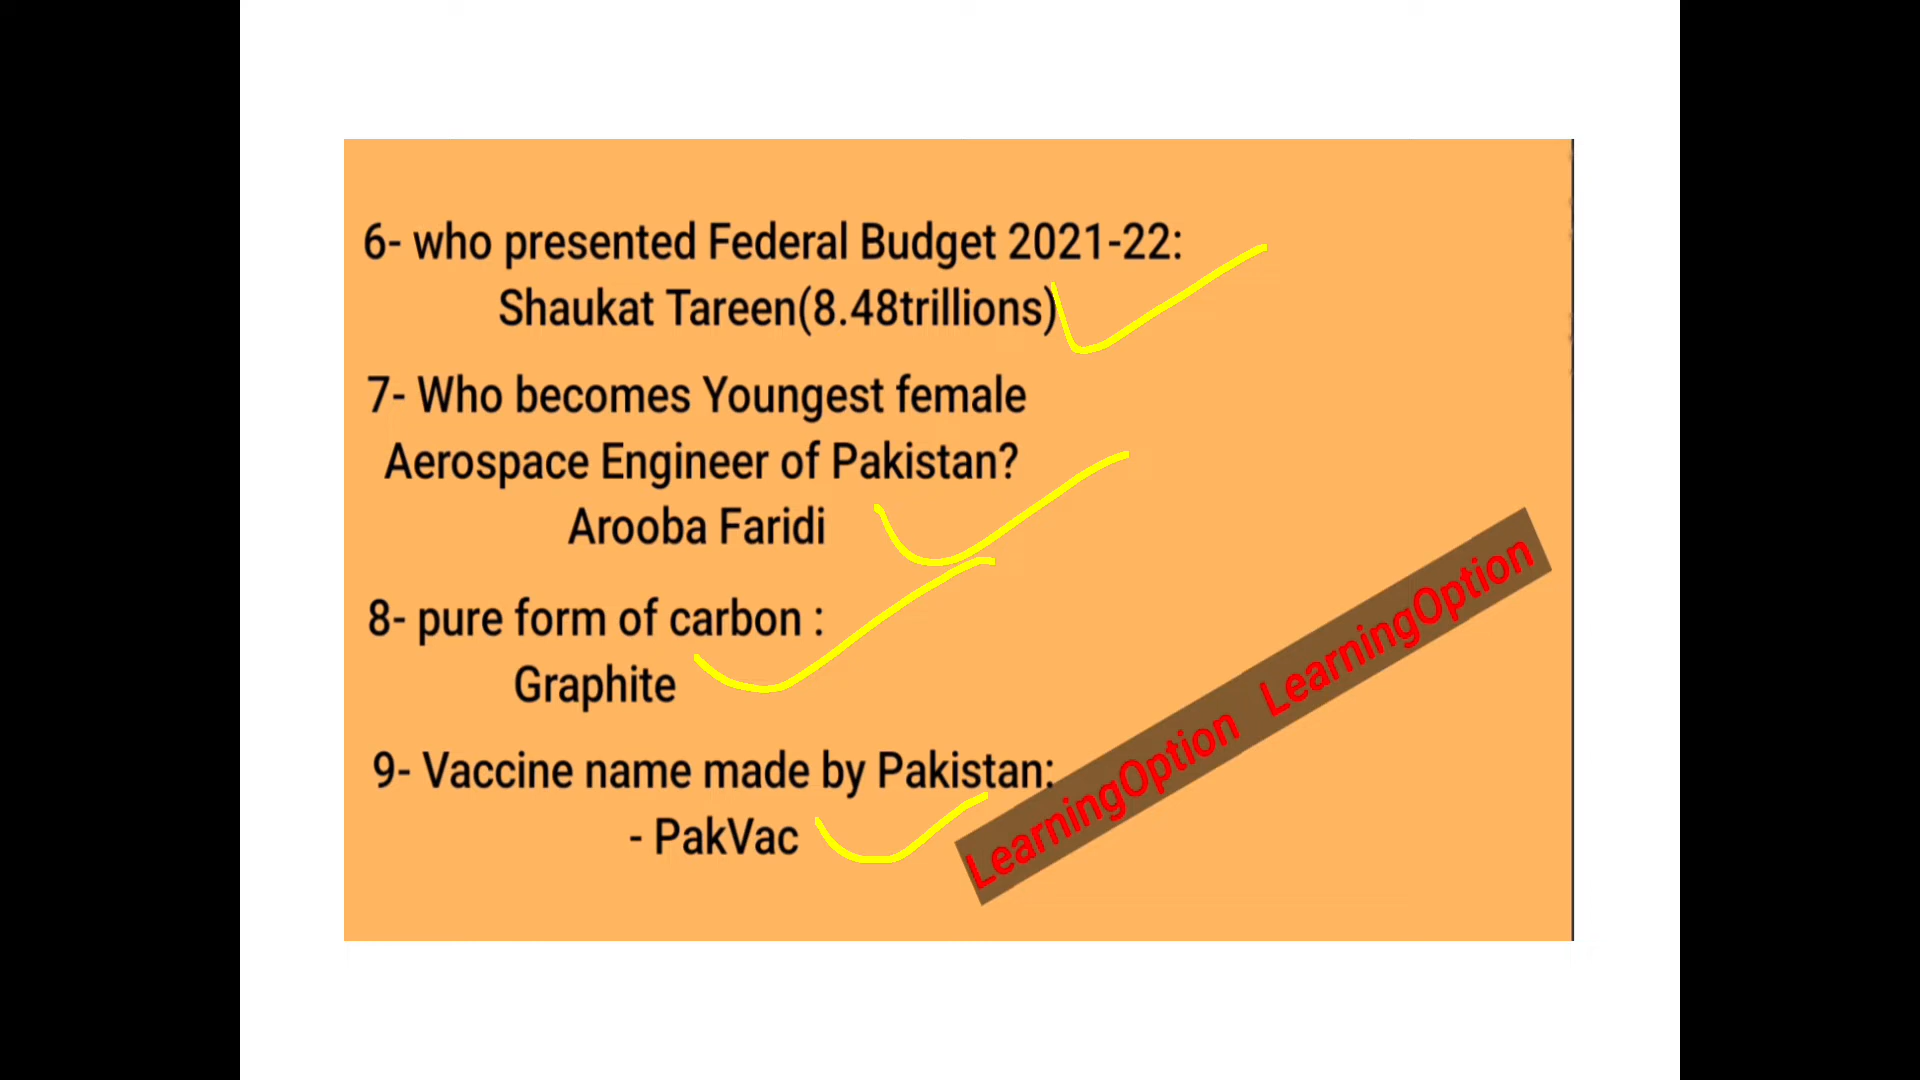 6- who presented Federal Budget 2021-22:
Shaukat Tareen(8.48trillions)
7- Who becomes Youngest female
Aerospace Engineer of Pakistan?
Arooba Faridi
8- pure form of carbon :
Graphite
9- Vaccine name made by Pakistan:
- PakVac
LearningOption LearningOption